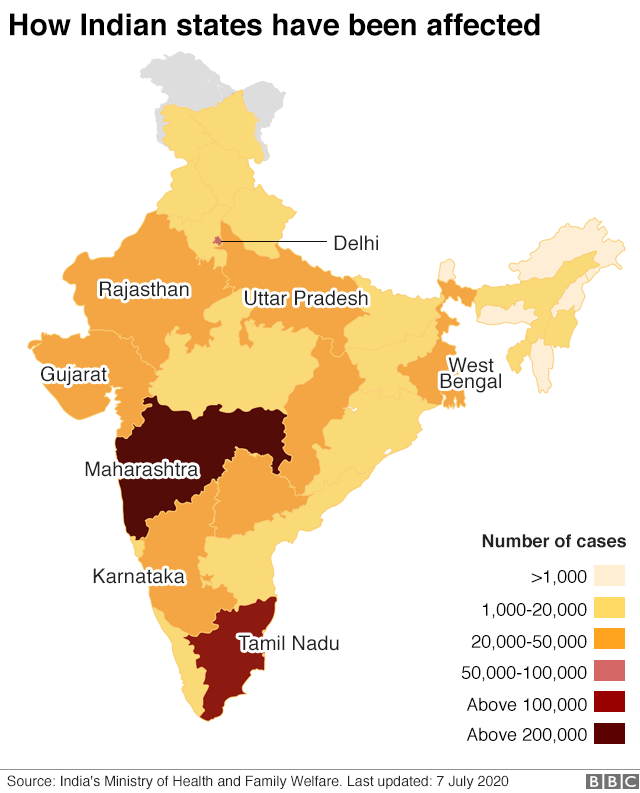 How Indian states have been affected
Delhi
Rajasthan
Uttar Pradesh
Gujarat
West
Bengal
Maharashtra
Karnataka
Tamil Nadu
Number of cases
>1,000
1,000-20,000
20,000-50,000
50,000-100,000
Above 100,000
Above 200,000
Source: India's Ministry of Health and Family Welfare. Last updated: 7 July 2020
BBC